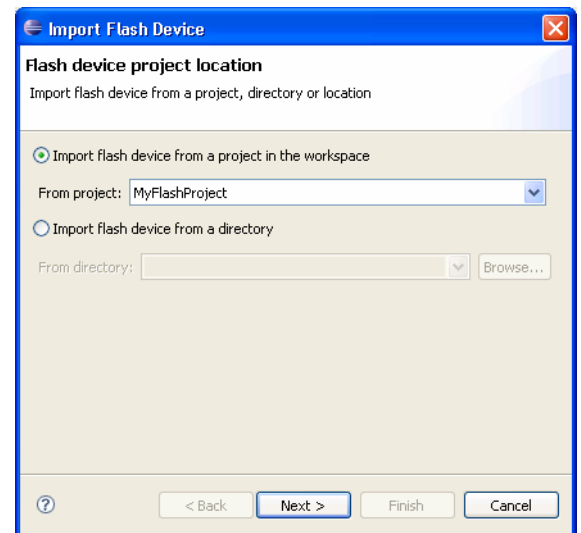 Import Flash Device
Flash device project location
Import flash device from a project, directory or location
Import flash device from a project in the workspace
From project: MyFlashProject
Import flash device from a directory
From directory: Browse...
? < Back Next > Finish Cancel